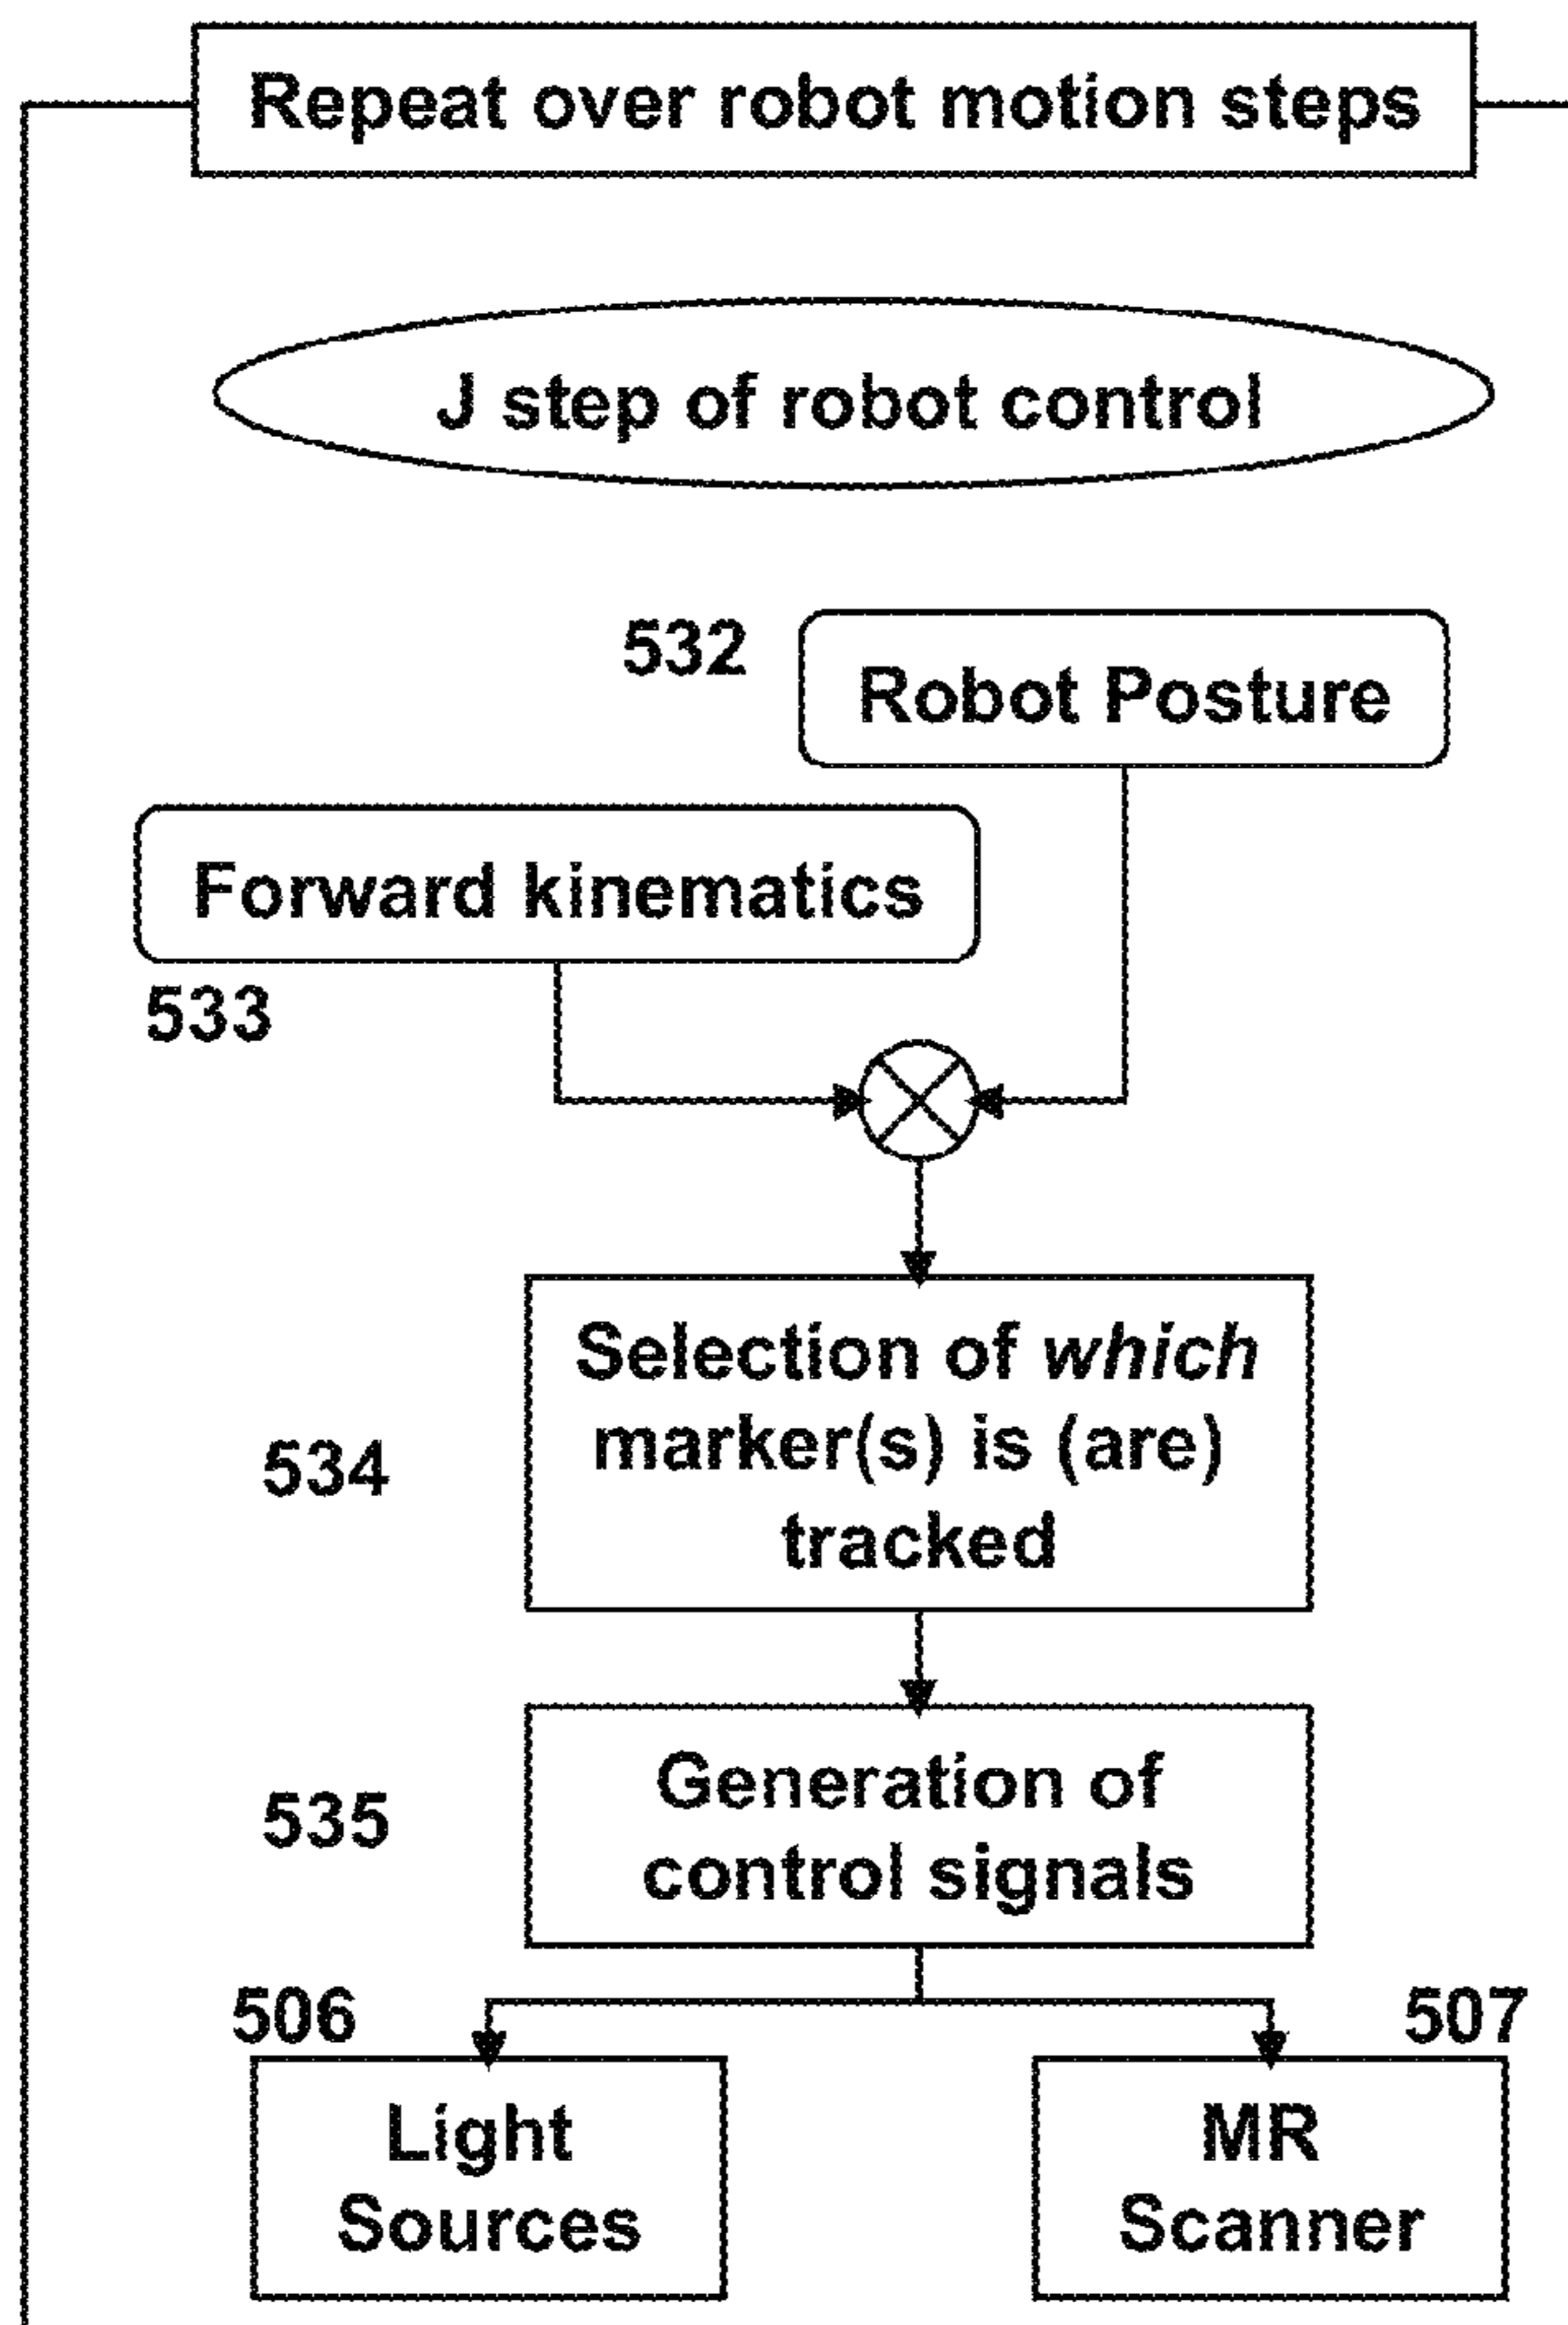 Repeat over robot motion steps
J step of robot control
532
Robot Posture
Forward kinematics
533
Selection of which
marker(s) is (are)
tracked
534
Generation of
control signals
535
506
507
Light
Sources
MR
Scanner